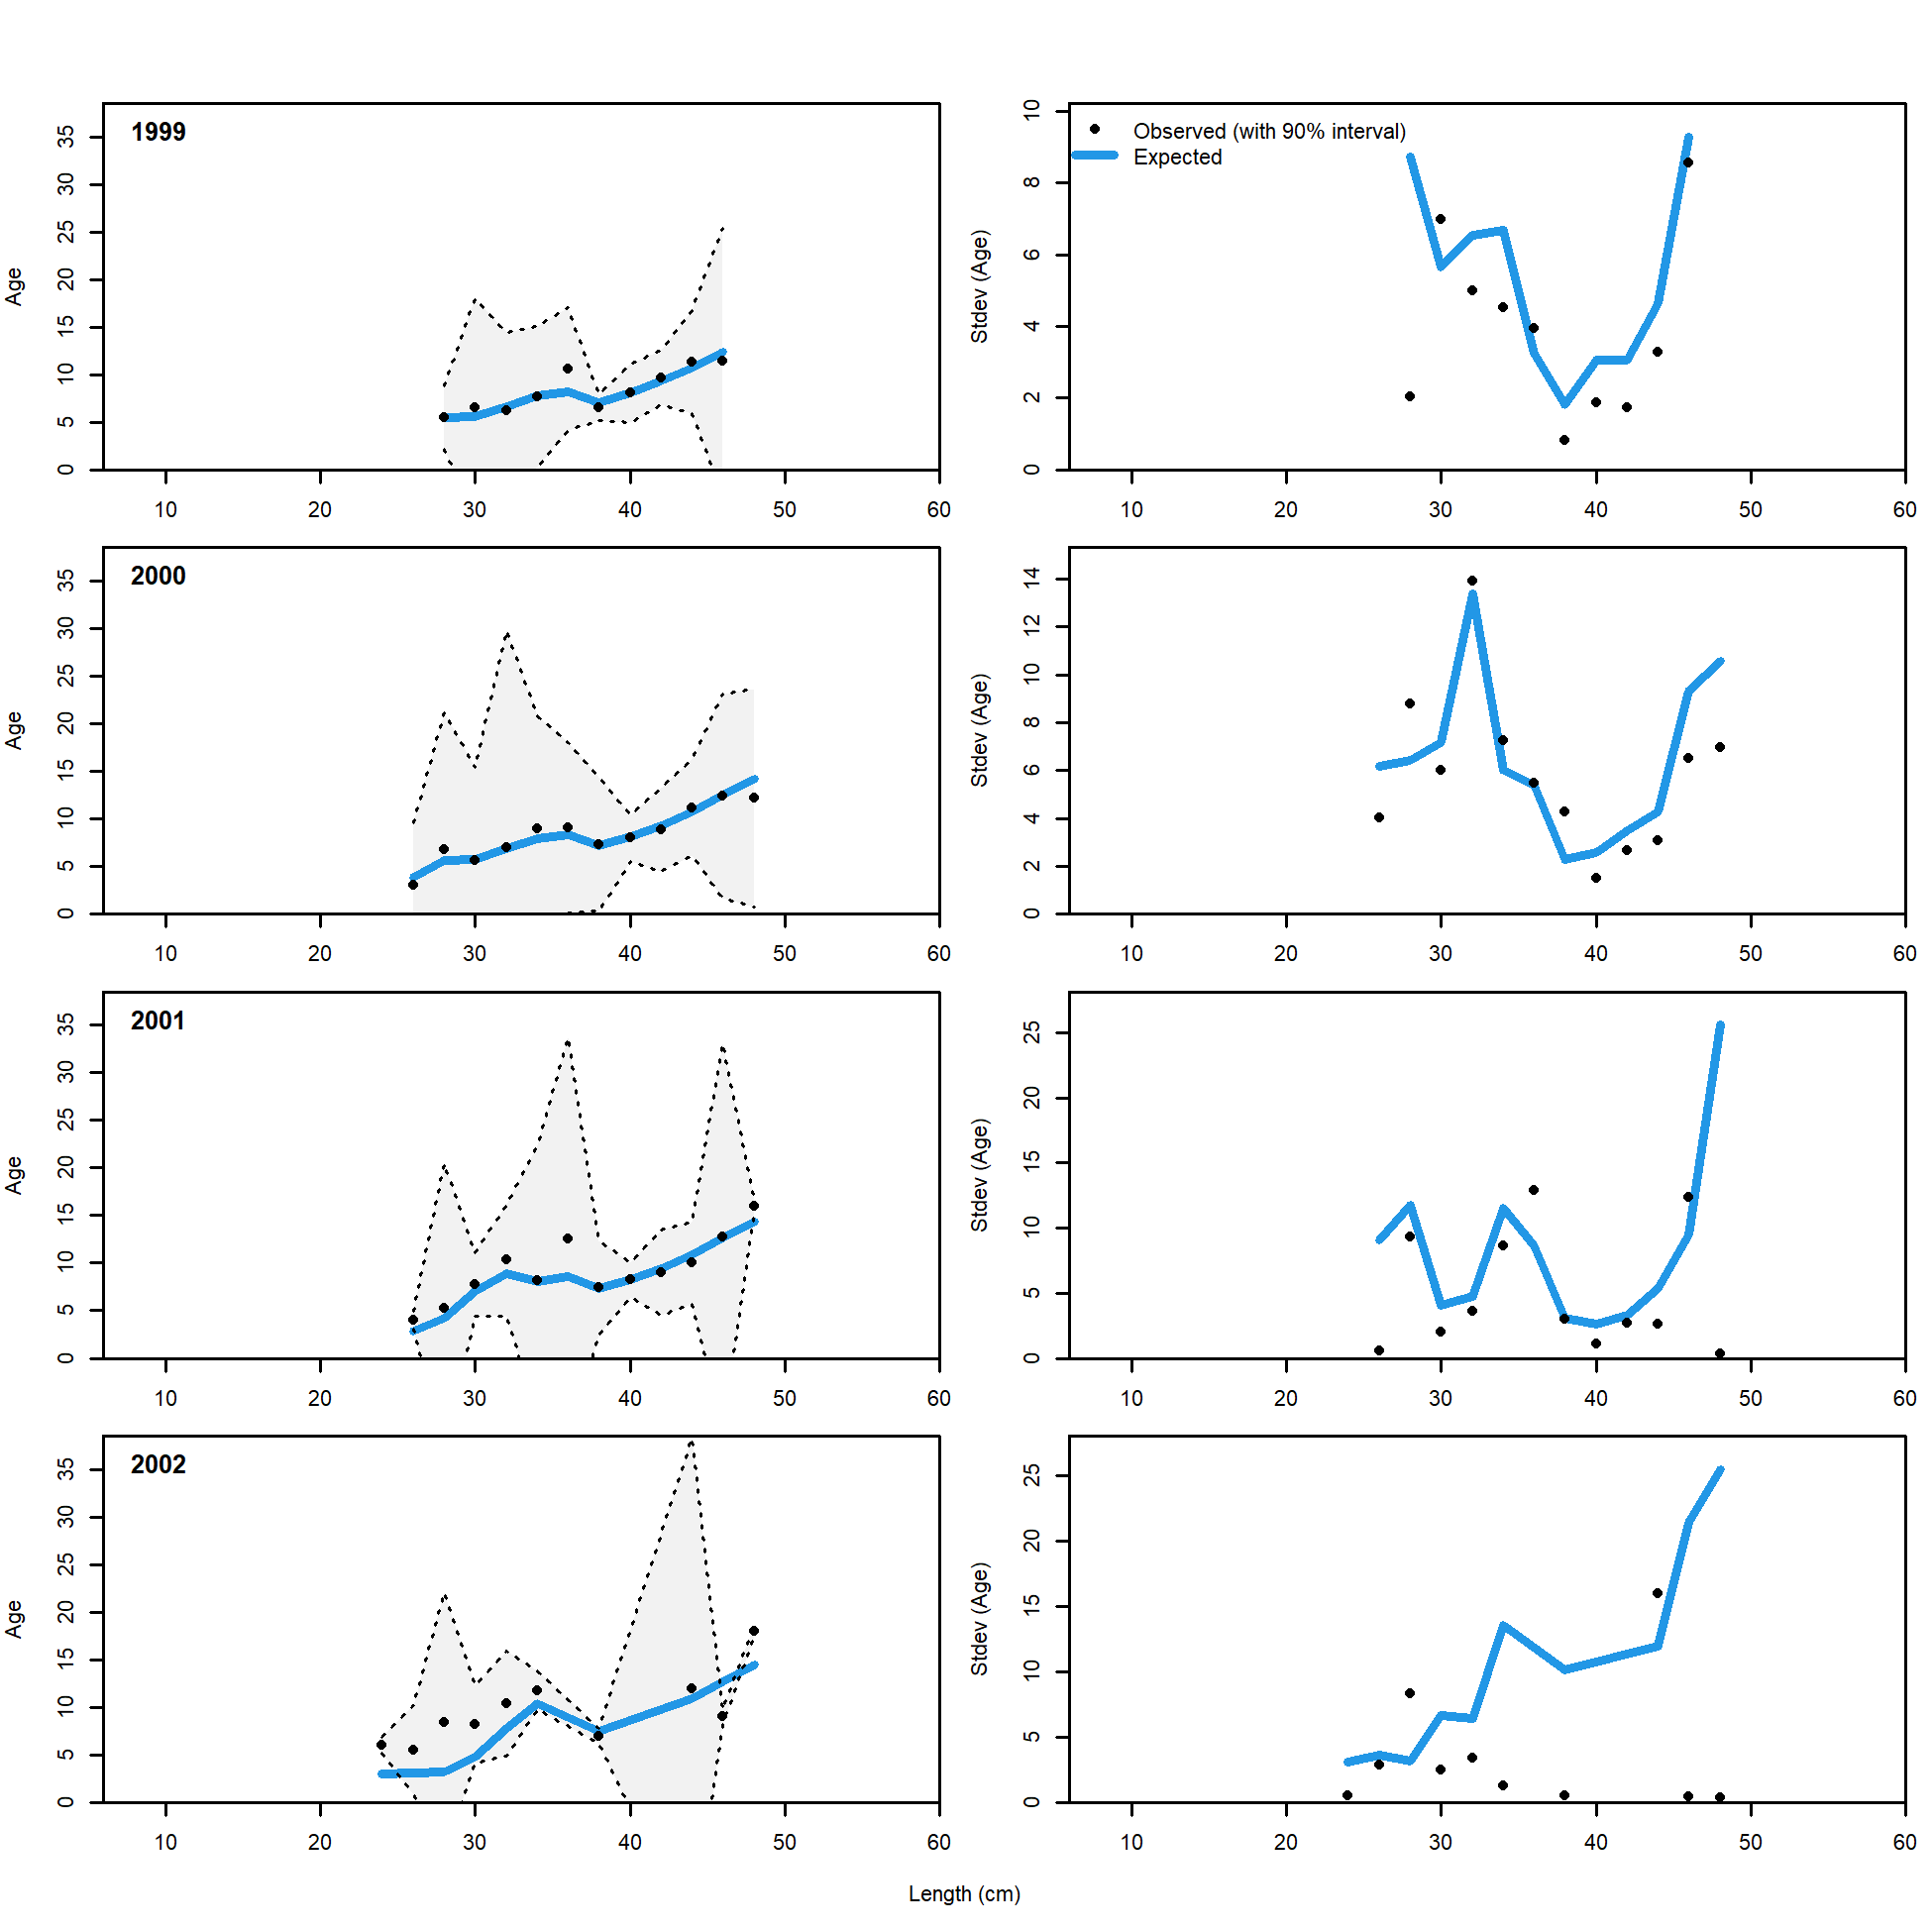 1999
Age
0 5 10 15 20 25 30 35
10 20 30 40 50 60
Observed (with 90% interval)
Expected
Stdev (Age)
0 2 4 6 8 10
10 20 30 40 50 60
2000
Age
0 5 10 15 20 25 30 35
10 20 30 40 50 60
Stdev (Age)
0 2 4 6 8 10 12 14
10 20 30 40 50 60
2001
Age
0 5 10 15 20 25 30 35
10 20 30 40 50 60
Stdev (Age)
0 5 10 15 20 25
10 20 30 40 50 60
2002
Age
0 5 10 15 20 25 30 35
10 20 30 40 50 60
Stdev (Age)
0 5 10 15 20 25
10 20 30 40 50 60
Length (cm)